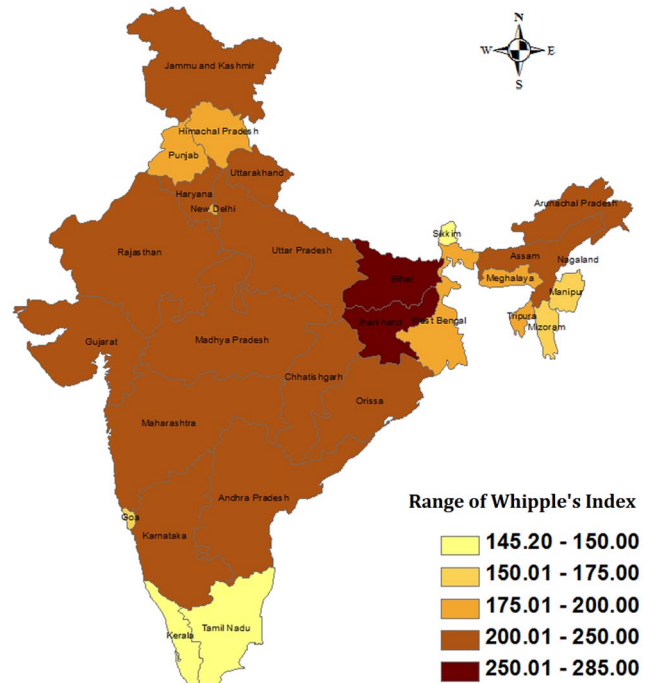 N
W E
S
Jammu and Kashmir
Himachal Pradesh
Punjab
Uttarakhand
Haryana
New Delhi
Arunachal Pradesh
Sikkim
Rajasthan
Uttar Pradesh
Assam
Nagaland
Bihar
Meghalaya
Manipu
Jharkhand
West Bengal
Tripura
Mizoram
Gujarat
Madhya Pradesh
Chhatishgarh
Orissa
Maharashtra
Andhra Pradesh
Goa
Karnataka
Tamil Nadu
Kerala
Range of Whipple's Index
145.20 - 150.00
150.01 - 175.00
175.01 - 200.00
200.01 - 250.00
250.01 - 285.00